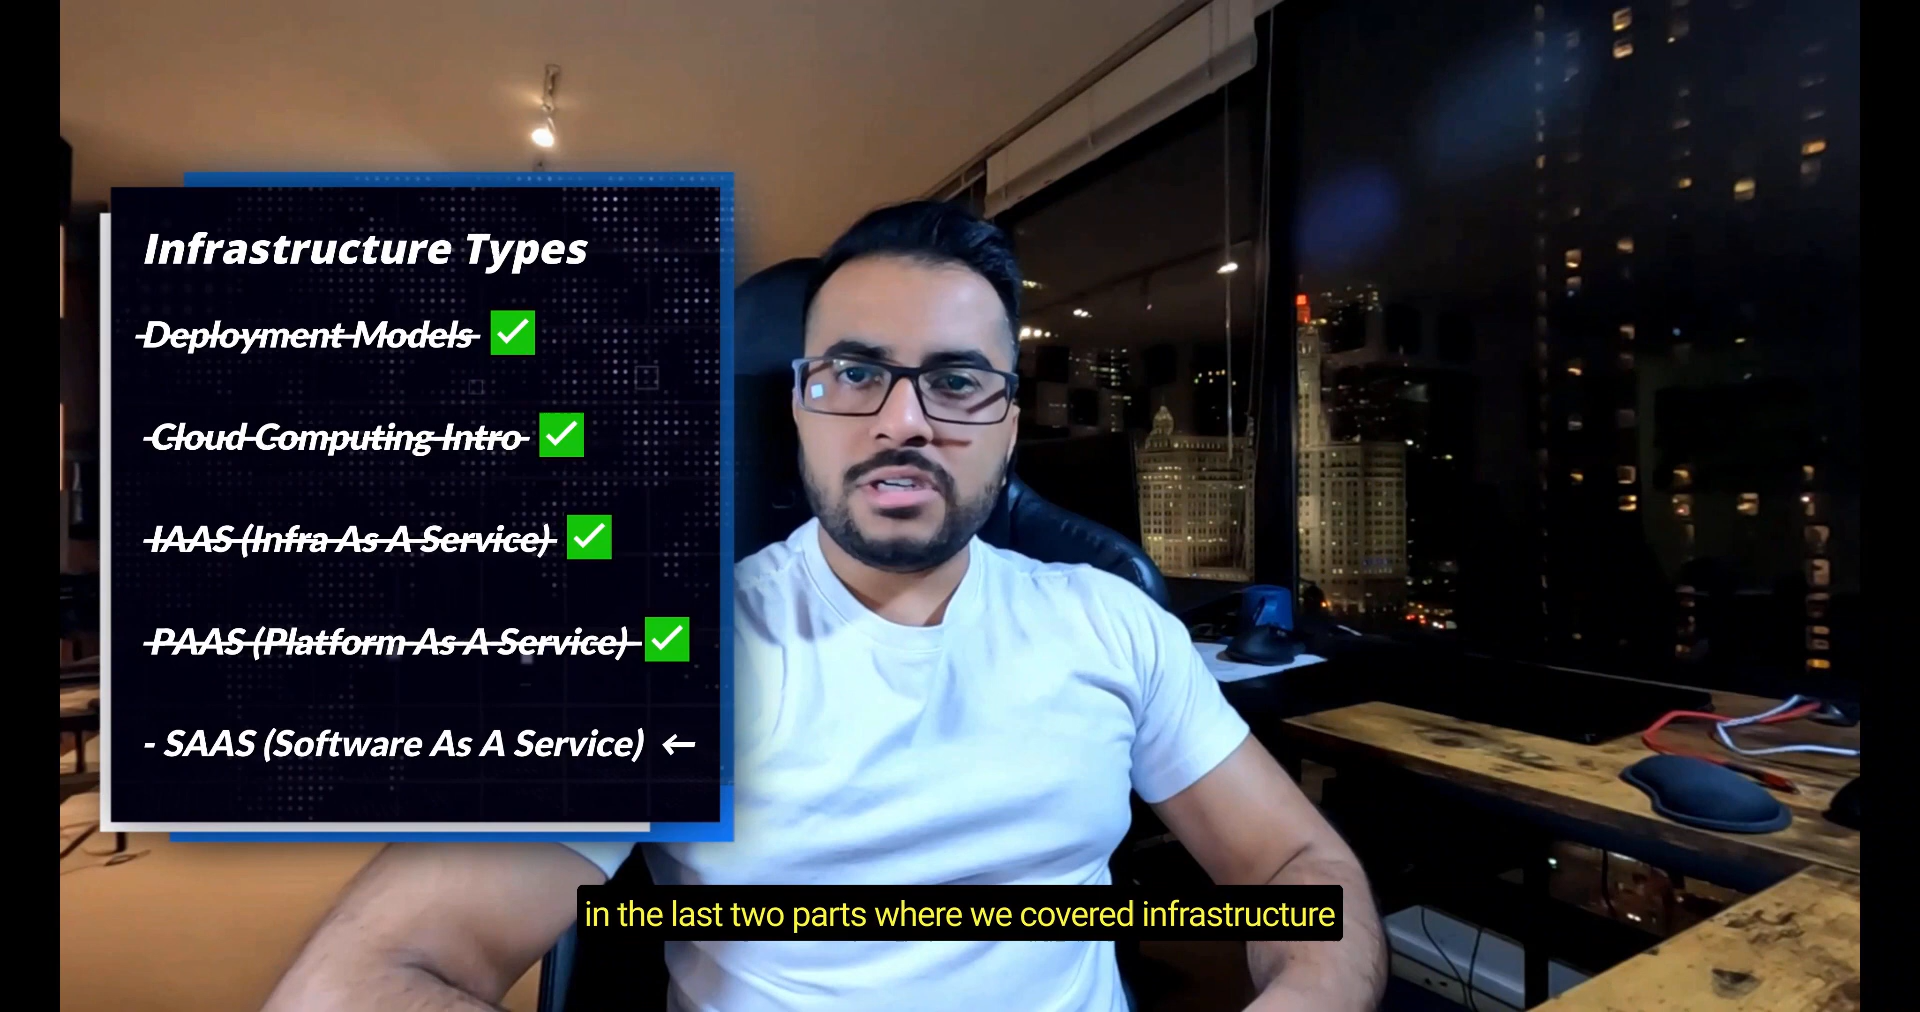 Infrastructure Types
-Deployment Models-
-Cloud Computing Intro-
-IAAS (Infra As A Service)-
-PAAS (Platform As A Service)-
- SAAS (Software As A Service) ←
in the last two parts where we covered infrastructure